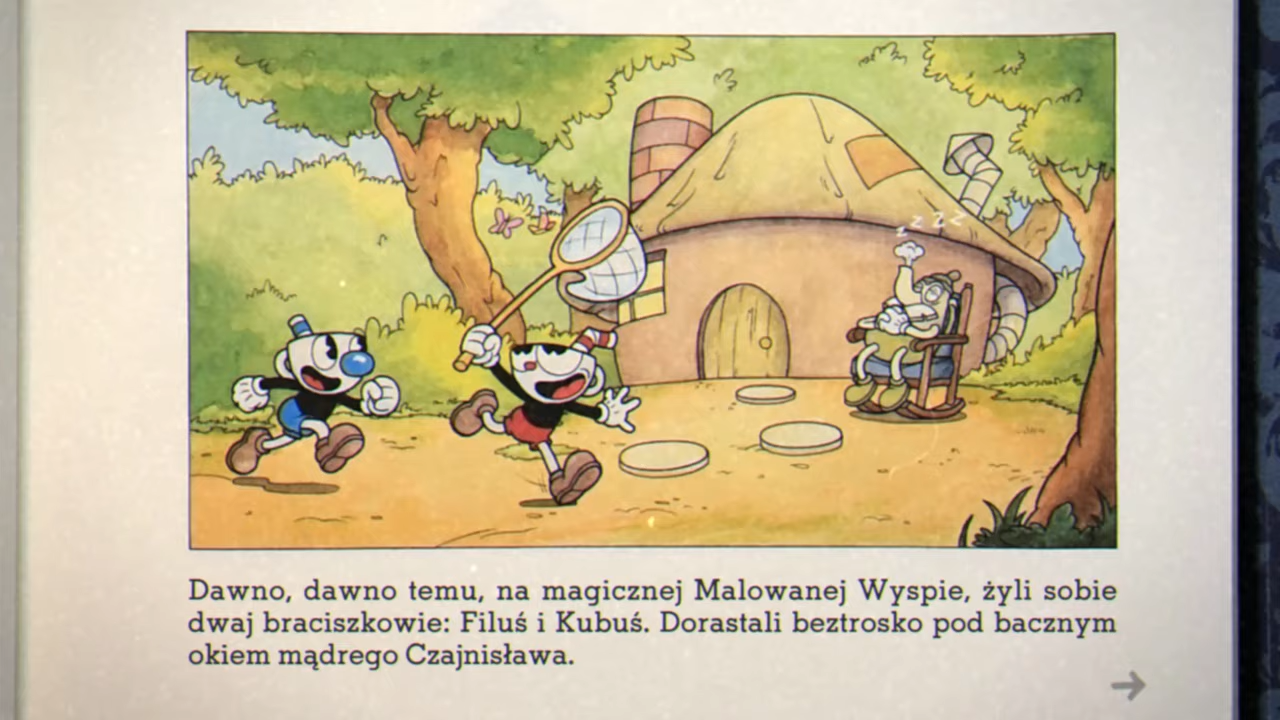 z z z z
Dawno, dawno temu, na magicznej Malowanej Wyspie, żyli sobie
dwaj braciszkowie: Filuś i Kubuś. Dorastali beztrosko pod bacznym
okiem mądrego Czajnisława.